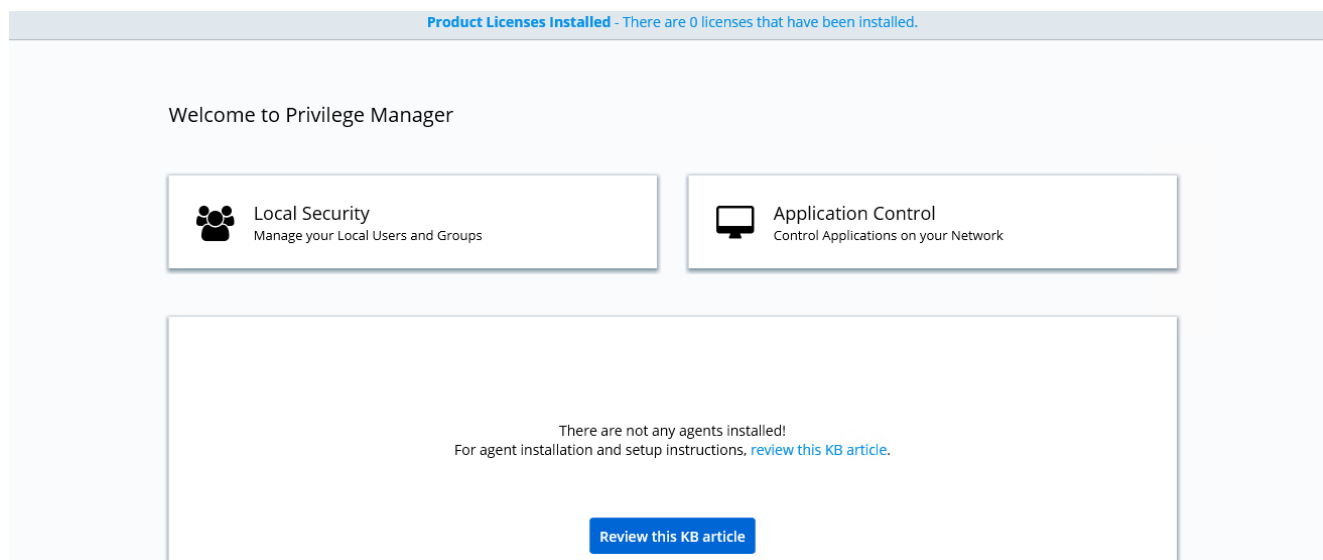 Product Licenses Installed - There are 0 licenses that have been installed.
Welcome to Privilege Manager
Local Security
Manage your Local Users and Groups
Application Control
Control Applications on your Network
There are not any agents installed!
For agent installation and setup instructions, review this KB article.
Review this KB article